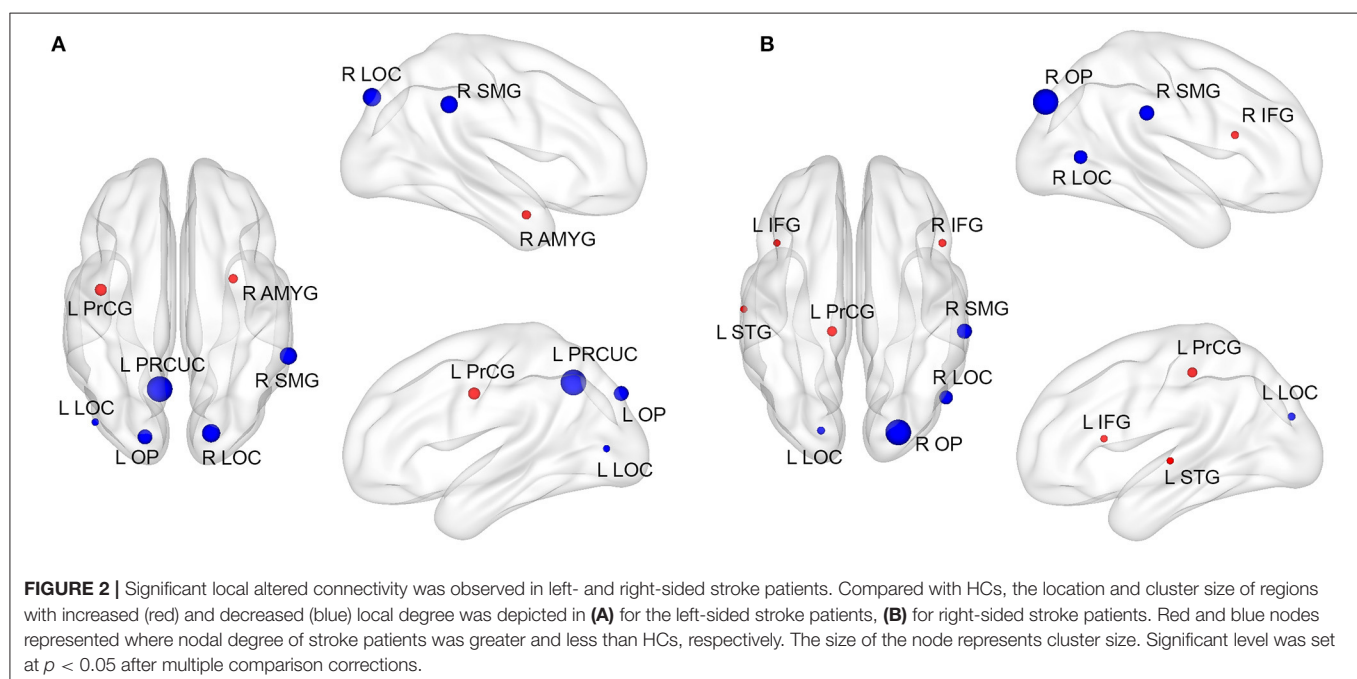 A
B
R LOC
R SMG
R AMYG
L PrCG
R AMYG
L PRCUC
R SMG
L LOC
L OP
R LOC
L PRCUC
L PrCG
L OP
L LOC
R OP
R SMG
R IFG
R LOC
L IFG
R IFG
L STG
L PrCG
R SMG
R LOC
L LOC
R OP
L PrCG
L LOC
L IFG
L STG
FIGURE 2 | Significant local altered connectivity was observed in left- and right-sided stroke patients. Compared with HCs, the location and cluster size of regions
with increased (red) and decreased (blue) local degree was depicted in (A) for the left-sided stroke patients, (B) for right-sided stroke patients. Red and blue nodes
represented where nodal degree of stroke patients was greater and less than HCs, respectively. The size of the node represents cluster size. Significant level was set
at p < 0.05 after multiple comparison corrections.